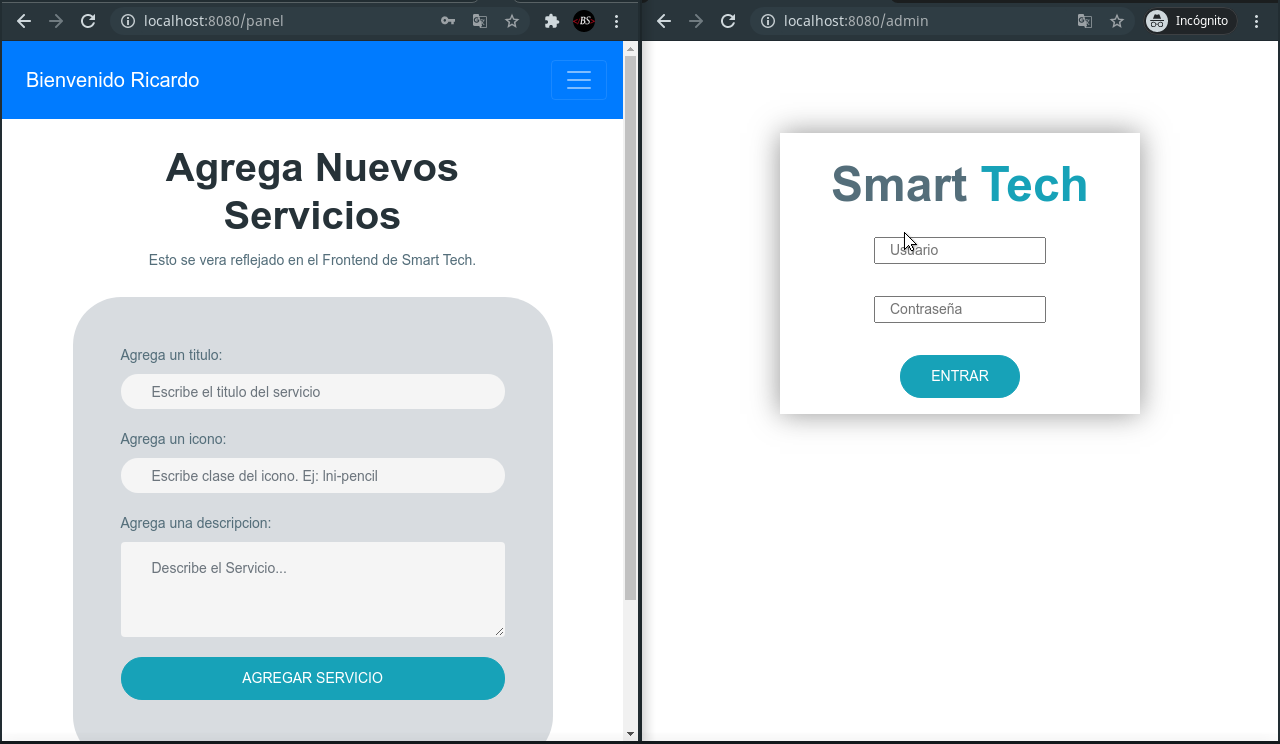 localhost:8080/panel
BS
Bienvenido Ricardo
Agrega Nuevos
Servicios
Esto se vera reflejado en el Frontend de Smart Tech.
Agrega un titulo:
Escribe el titulo del servicio
Agrega un icono:
Escribe clase del icono. Ej: lni-pencil
Agrega una descripcion:
Describe el Servicio...
AGREGAR SERVICIO
localhost:8080/admin
Incógnito
Smart Tech
Usuario
Contraseña
ENTRAR